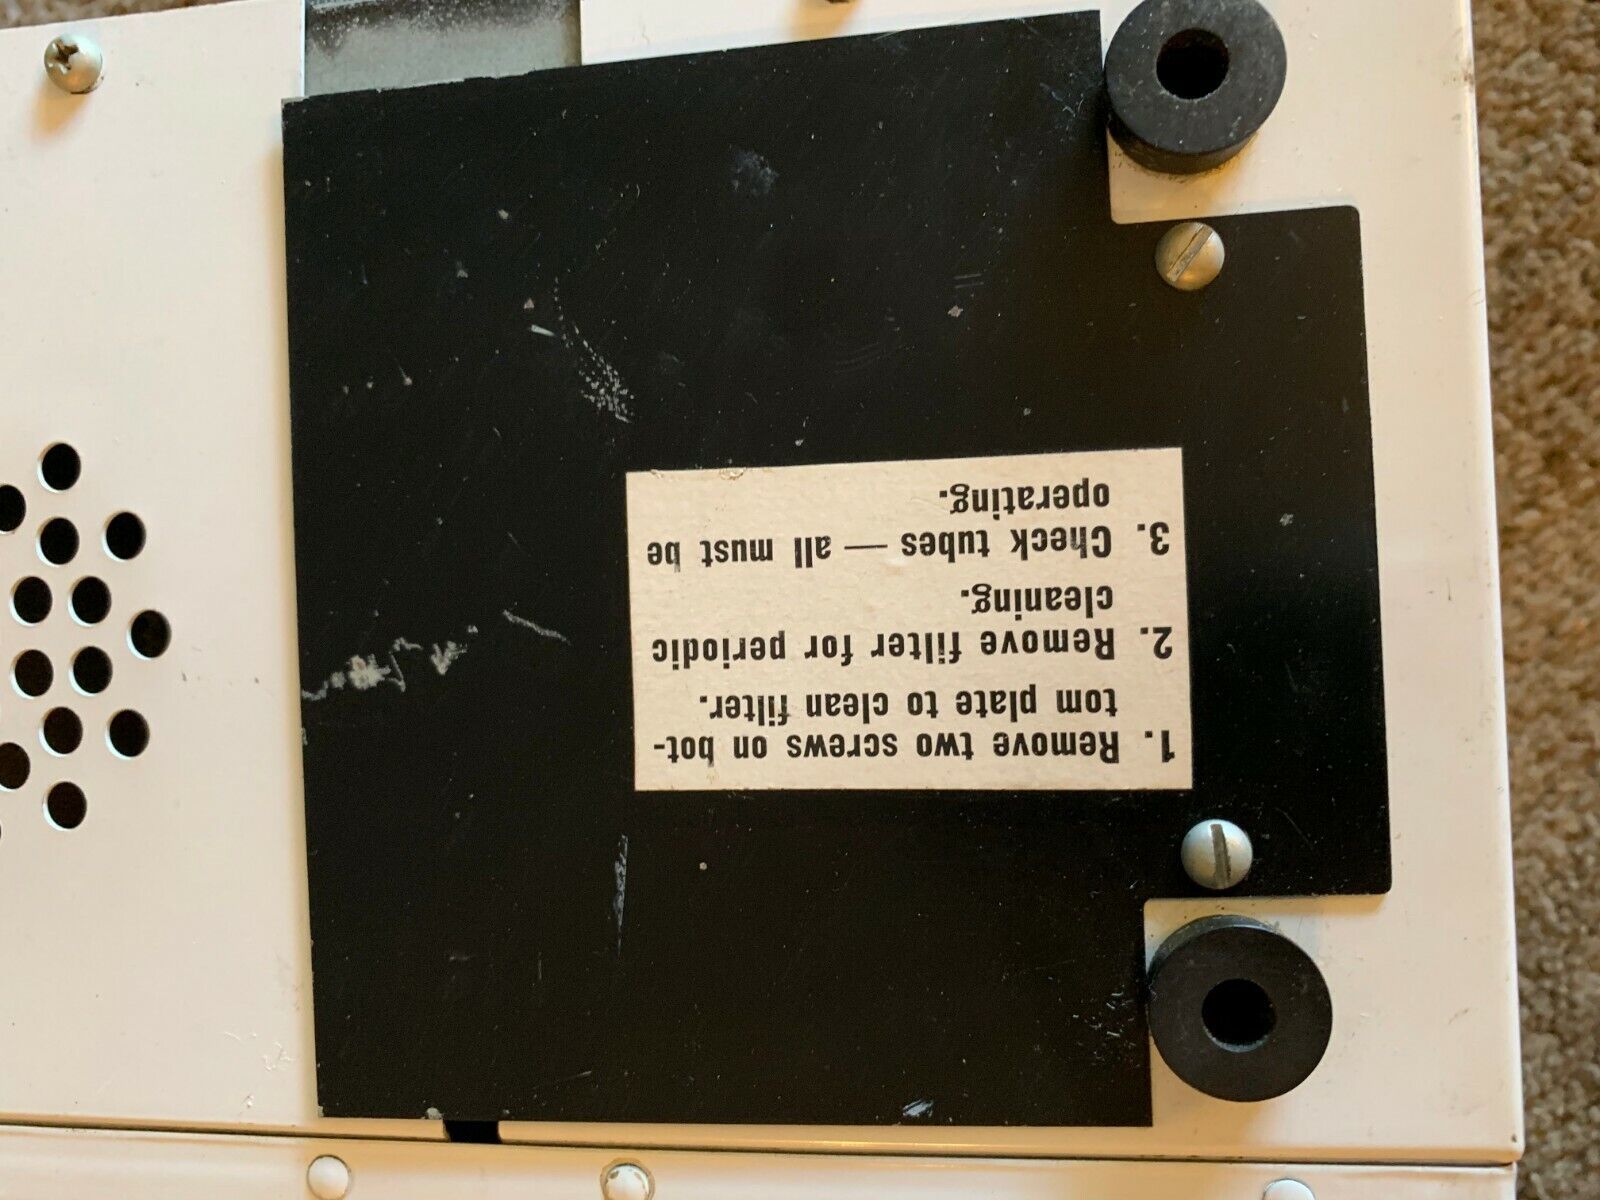 1. Remove two screws on bot-
tom plate to clean filter.
2. Remove filter for periodic
cleaning.
3. Check tubes — all must be
operating.